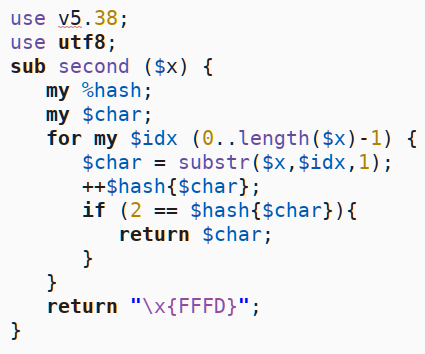 use v5.38;
use utf8;
sub second ($x) {
   my %hash;
   my $char;
   for my $idx (0..length($x)-1) {
      $char = substr($x,$idx,1);
      ++$hash{$char};
      if (2 == $hash{$char}){
         return $char;
      }
   }
   return "\x{FFFD}";
}